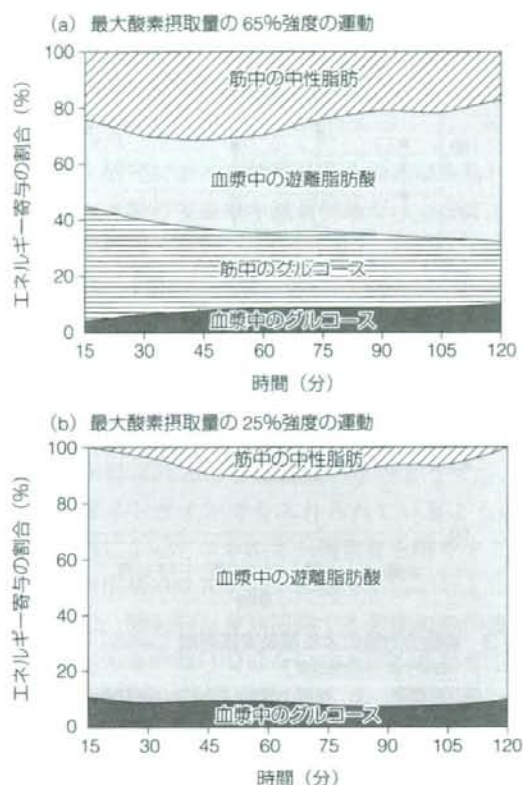 (a) 最大酸素摂取量の65%強度の運動
エネルギー寄与の割合 (%)
100
80
60
40
20
0
筋中の中性脂肪
血漿中の遊離脂肪酸
筋中のグルコース
血漿中のグルコース
15 30 45 60 75 90 105 120
時間 (分)
(b) 最大酸素摂取量の25%強度の運動
エネルギー寄与の割合 (%)
100
80
60
40
20
0
筋中の中性脂肪
血漿中の遊離脂肪酸
血漿中のグルコース
15 30 45 60 75 90 105 120
時間 (分)